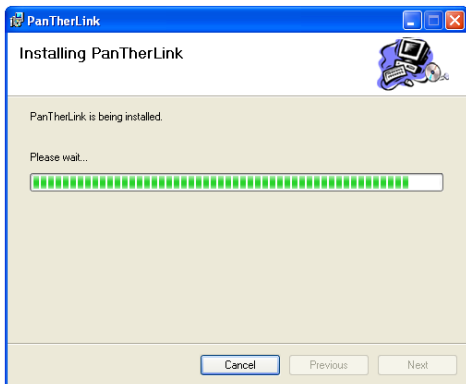 PanTherLink
Installing PanTherLink
PanTherLink is being installed.
Please wait...
Cancel Previous Next